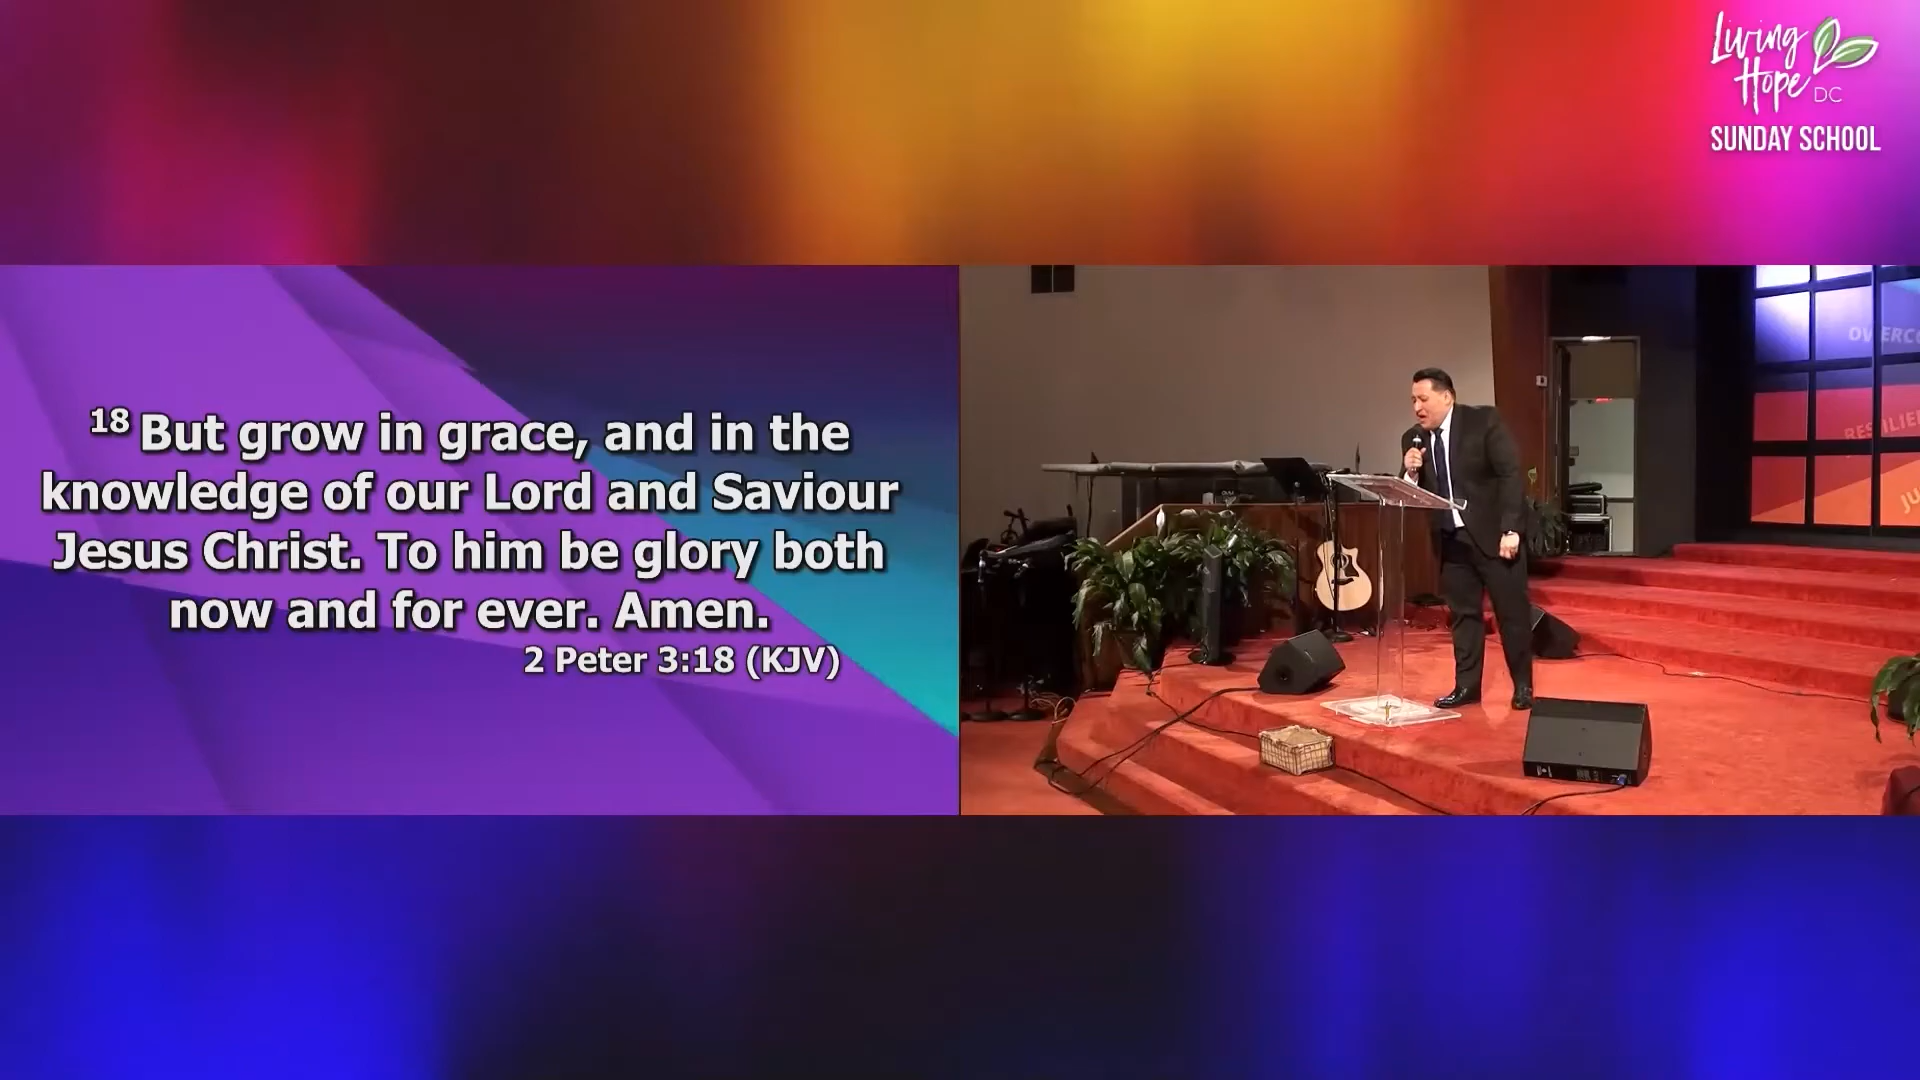 Living
Hope DC
SUNDAY SCHOOL
18 But grow in grace, and in the
knowledge of our Lord and Saviour
Jesus Christ. To him be glory both
now and for ever. Amen.
2 Peter 3:18 (KJV)